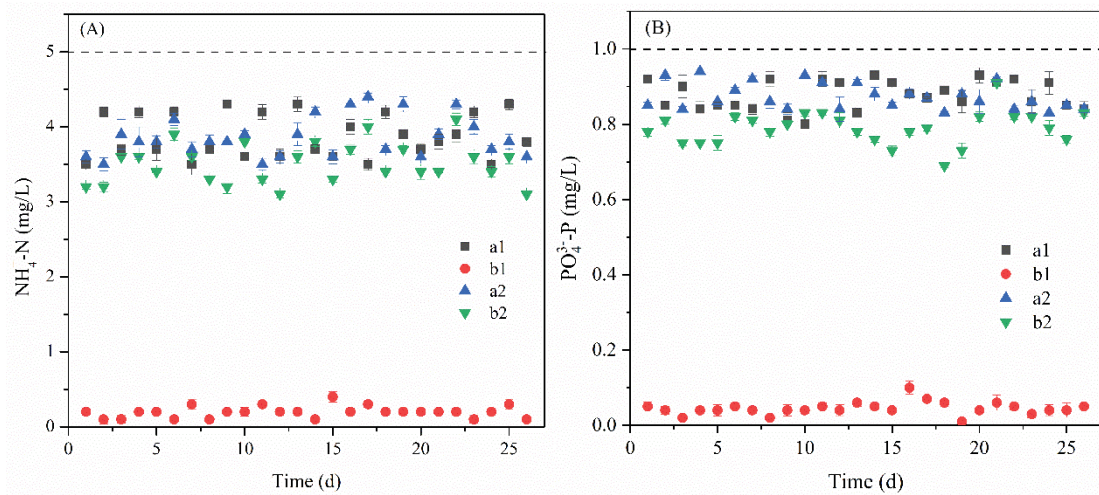 (A)
NH₄-N (mg/L)
5
4
3
2
1
0
0 5 10 15 20 25
Time (d)
a1
b1
a2
b2
(B)
PO₄³⁻-P (mg/L)
1.0
0.8
0.6
0.4
0.2
0.0
0 5 10 15 20 25
Time (d)
a1
b1
a2
b2